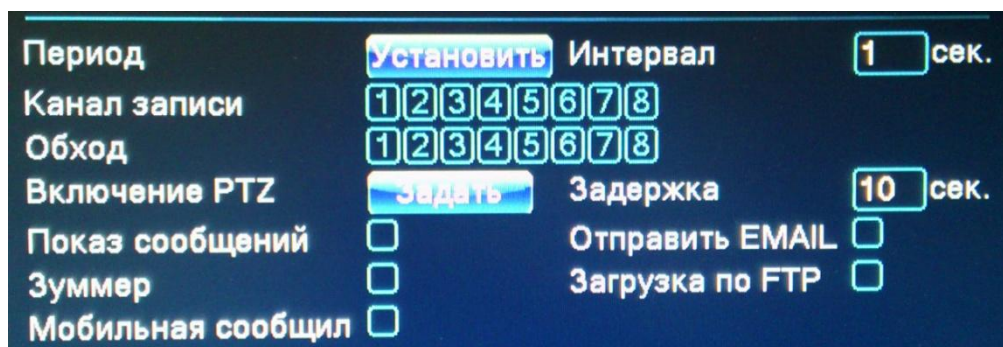 Период Установить Интервал 1 сек.
Канал записи 1 2 3 4 5 6 7 8
Обход 1 2 3 4 5 6 7 8
Включение PTZ Задать Задержка 10 сек.
Показ сообщений Отправить EMAIL
Зуммер Загрузка по FTP
Мобильная сообщил